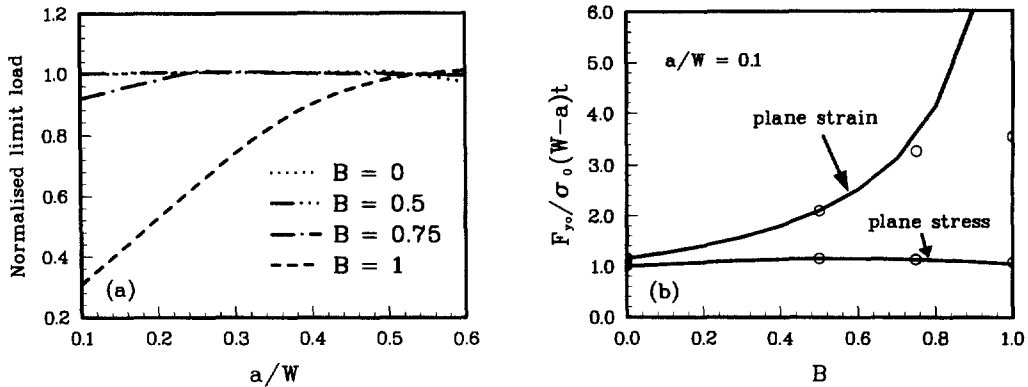 1.2
1.0
0.8
0.6
0.4
0.2
Normalised limit load
B = 0
B = 0.5
B = 0.75
B = 1
(a)
0.1 0.2 0.3 0.4 0.5 0.6
a/W
6.0
5.0
4.0
3.0
2.0
1.0
0.0
F_yo/σ_0(W-a)t
a/W = 0.1
plane strain
plane stress
(b)
0.0 0.2 0.4 0.6 0.8 1.0
B